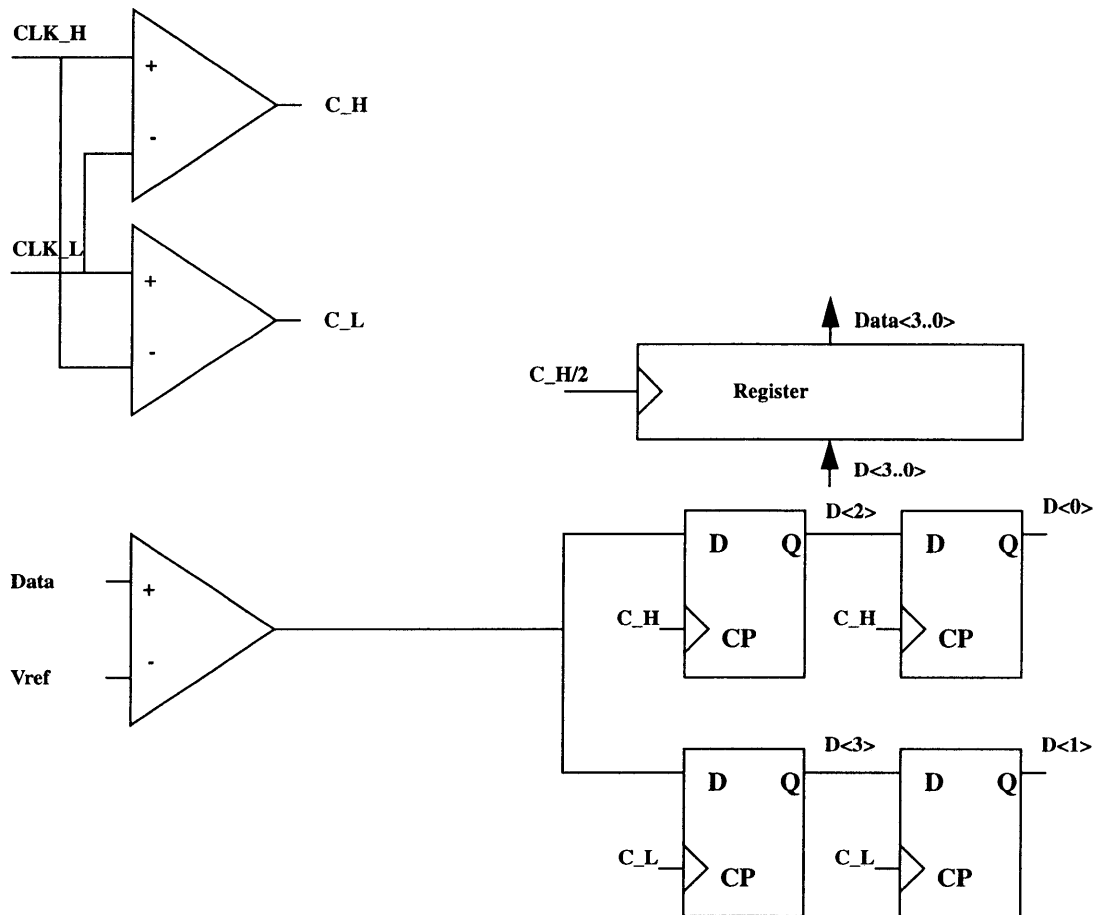 CLK_H
+
-
C_H
CLK_L
+
-
C_L
Data<3..0>
C_H/2
Register
D<3..0>
D<2>
D<0>
D Q
D Q
Data
+
C_H
CP
C_H
CP
Vref
-
D<3>
D<1>
D Q
D Q
C_L
CP
C_L
CP